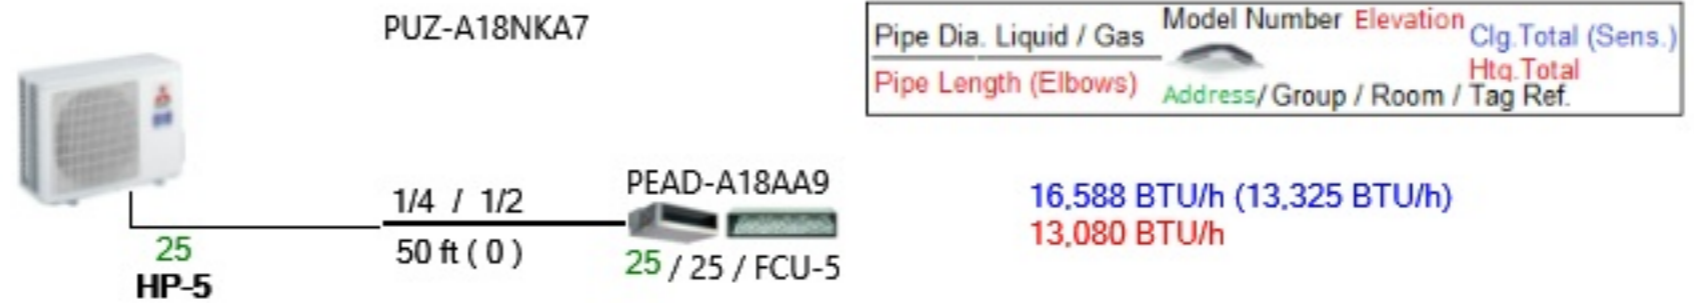 PUZ-A18NKA7
Pipe Dia. Liquid / Gas
Pipe Length (Elbows)
Model Number Elevation
Clg.Total (Sens.)
Htg.Total
Address/ Group / Room / Tag Ref.
1/4 / 1/2
50 ft ( 0 )
PEAD-A18AA9
25 / 25 / FCU-5
16,588 BTU/h (13,325 BTU/h)
13,080 BTU/h
25
HP-5